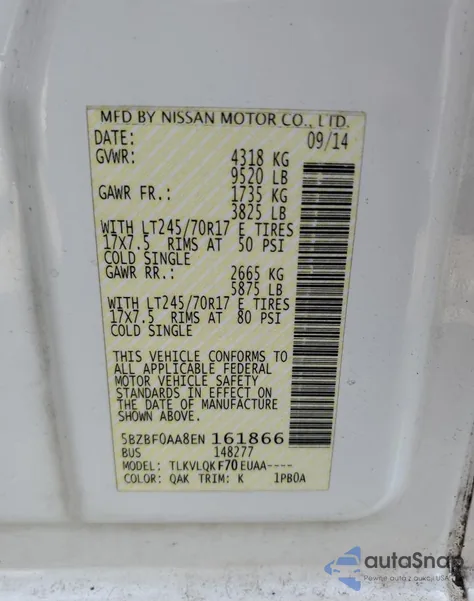 MFD BY NISSAN MOTOR CO., LTD.
DATE: 09/14
GVWR: 4318 KG
9520 LB
GAWR FR.: 1735 KG
3825 LB
WITH LT245/70R17 E TIRES
17X7.5 RIMS AT 50 PSI
COLD SINGLE
GAWR RR.: 2665 KG
5875 LB
WITH LT245/70R17 E TIRES
17X7.5 RIMS AT 80 PSI
COLD SINGLE
THIS VEHICLE CONFORMS TO
ALL APPLICABLE FEDERAL
MOTOR VEHICLE SAFETY
STANDARDS IN EFFECT ON
THE DATE OF MANUFACTURE
SHOWN ABOVE.
5BZBF0AA8EN 161866
BUS 148277
MODEL: TLKVLQK F70 EUAA----
COLOR: QAK TRIM: K 1PB0A
autaSnap
Pewne auta z aukcji USA